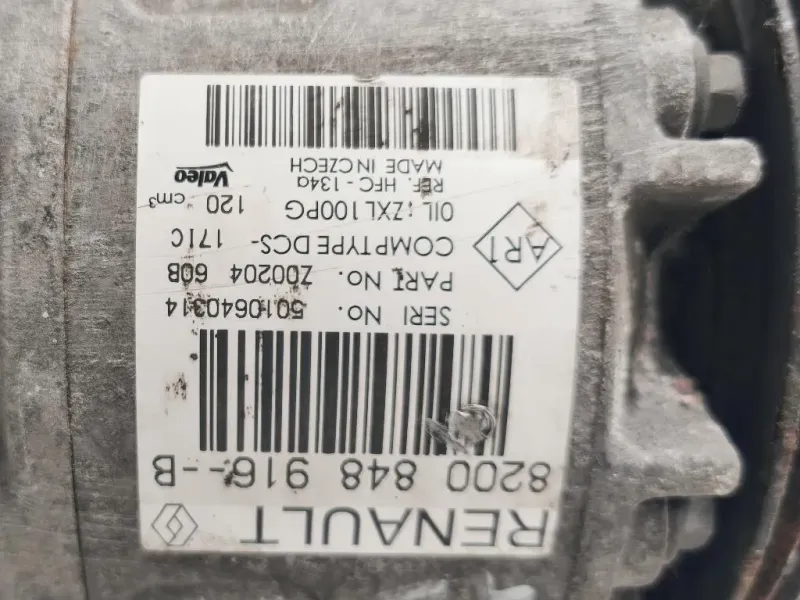 RENAULT
8200 848 916--B
SERI No. 5010640314
PART No. Z00204 60B
COMPTYPE DCS- 17IC
OIL:ZXL100PG 120 cm³
REF. HFC - 134a
MADE IN CZECH
Valeo
ART